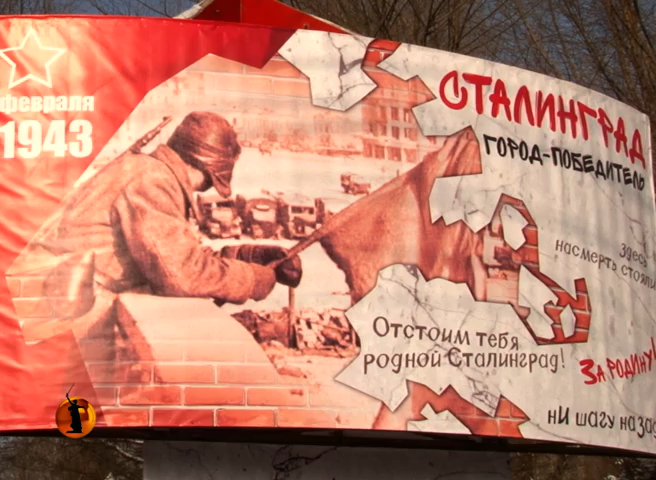 февраля
1943
СТАЛИНГРАД
ГОРОД-ПОБЕДИТЕЛЬ
Здесь
насмерть стояли
Отстоим тебя
родной Сталинград!
За Родину!
ни шагу назад